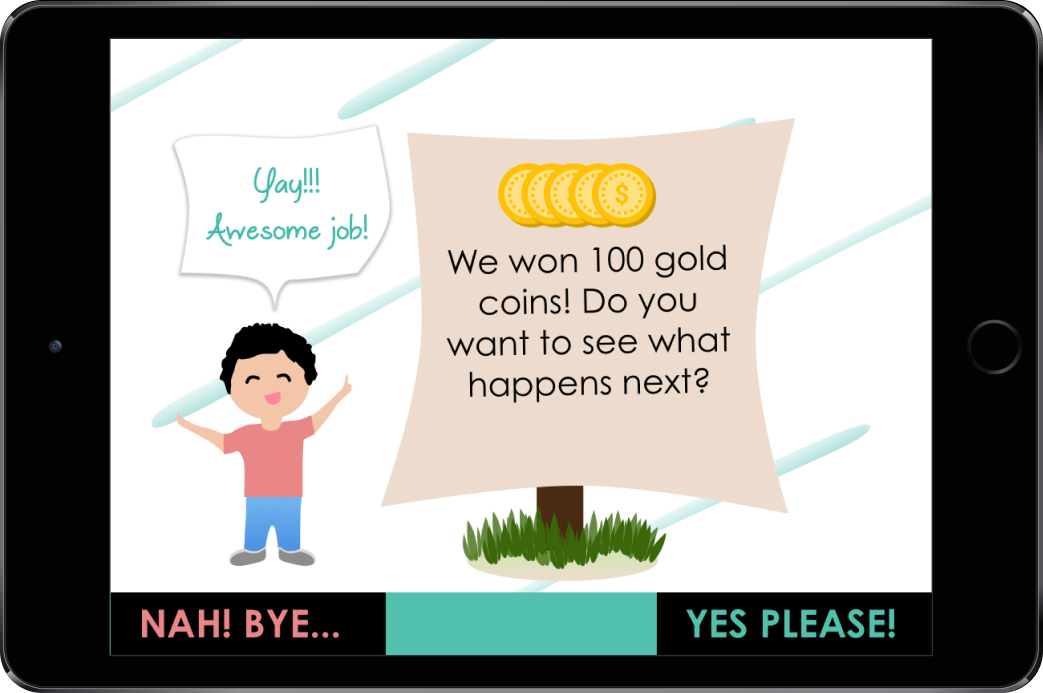 Yay!!!
Awesome job!
$
We won 100 gold
coins! Do you
want to see what
happens next?
NAH! BYE...
YES PLEASE!